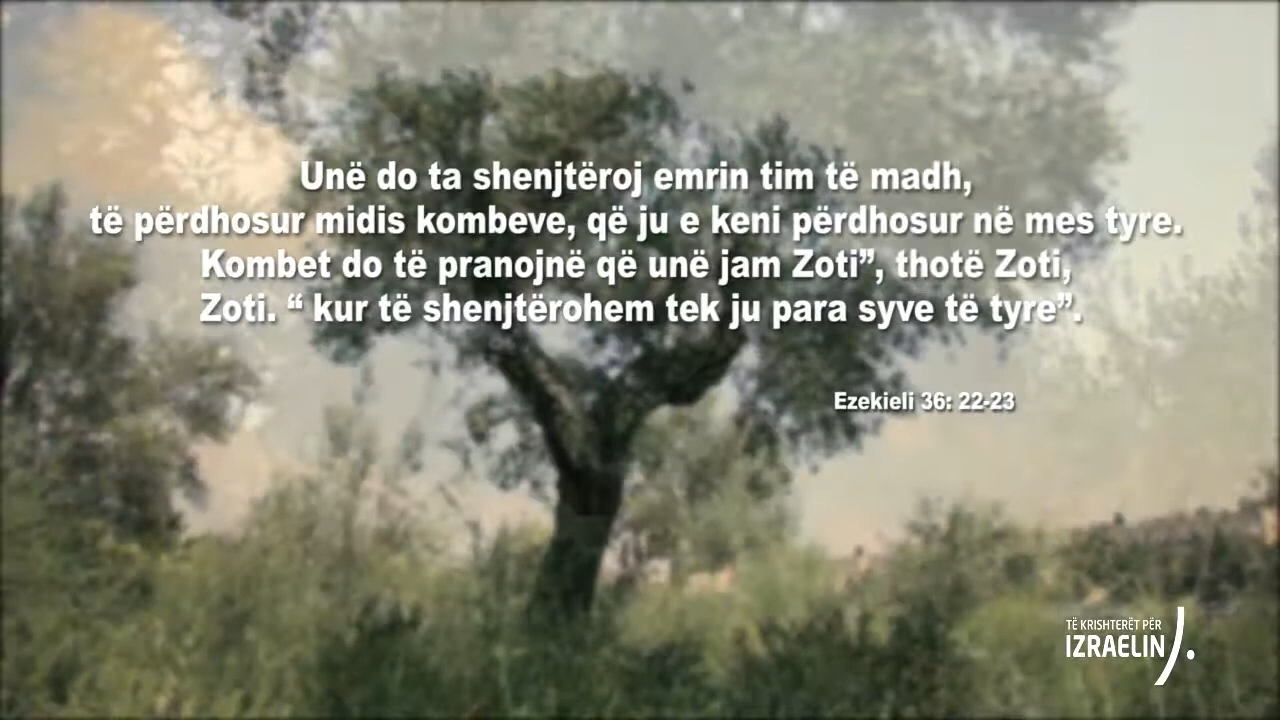 Unë do ta shenjtëroj emrin tim të madh,
të përdhosur midis kombeve, që ju e keni përdhosur në mes tyre.
Kombet do të pranojnë që unë jam Zoti”, thotë Zoti,
Zoti. “ kur të shenjtërohem tek ju para syve të tyre”.
Ezekieli 36: 22-23
TË KRISHTERËT PËR
IZRAELIN